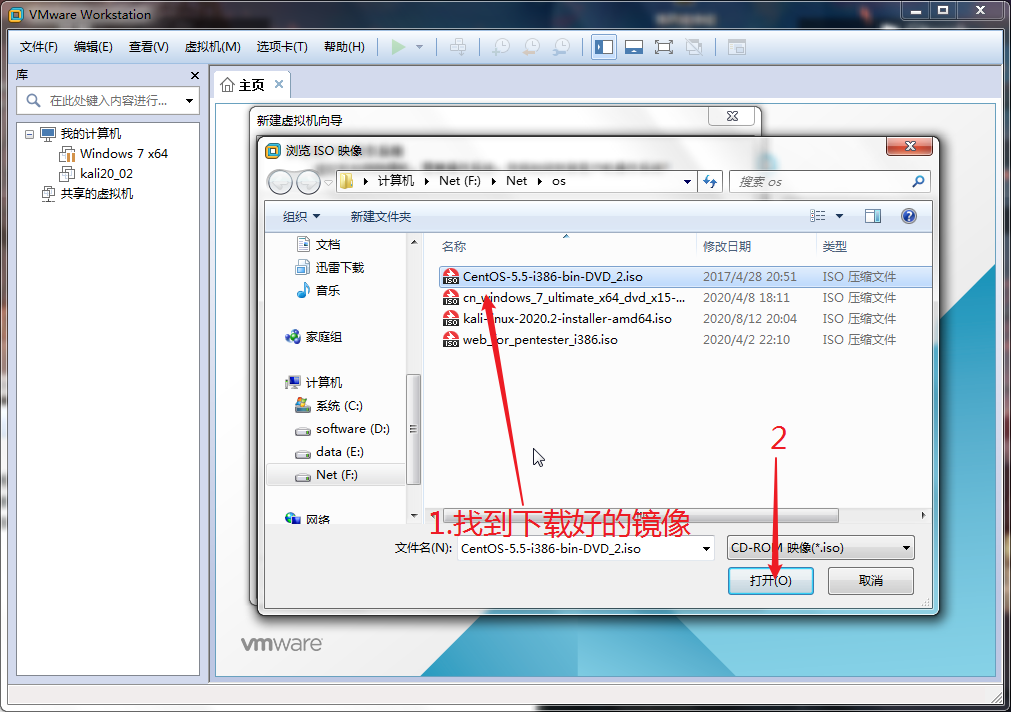 VMware Workstation
文件(F) 编辑(E) 查看(V) 虚拟机(M) 选项卡(T) 帮助(H)
库
在此处键入内容进行...
我的计算机
Windows 7 x64
kali20_02
共享的虚拟机
主页
新建虚拟机向导
浏览 ISO 映像
计算机 Net (F:) Net os
搜索 os
组织 新建文件夹
文档
迅雷下载
音乐
家庭组
计算机
系统 (C:)
software (D:)
data (E:)
Net (F:)
网络
名称 修改日期 类型
CentOS-5.5-i386-bin-DVD_2.iso 2017/4/28 20:51 ISO 压缩文件
cn_windows_7_ultimate_x64_dvd_x15-... 2020/4/8 18:11 ISO 压缩文件
kali-linux-2020.2-installer-amd64.iso 2020/8/12 20:04 ISO 压缩文件
web_for_pentester_i386.iso 2020/4/2 22:10 ISO 压缩文件
2
1.找到下载好的镜像
文件名(N): CentOS-5.5-i386-bin-DVD_2.iso CD-ROM 映像(*.iso)
打开(O) 取消
vmware